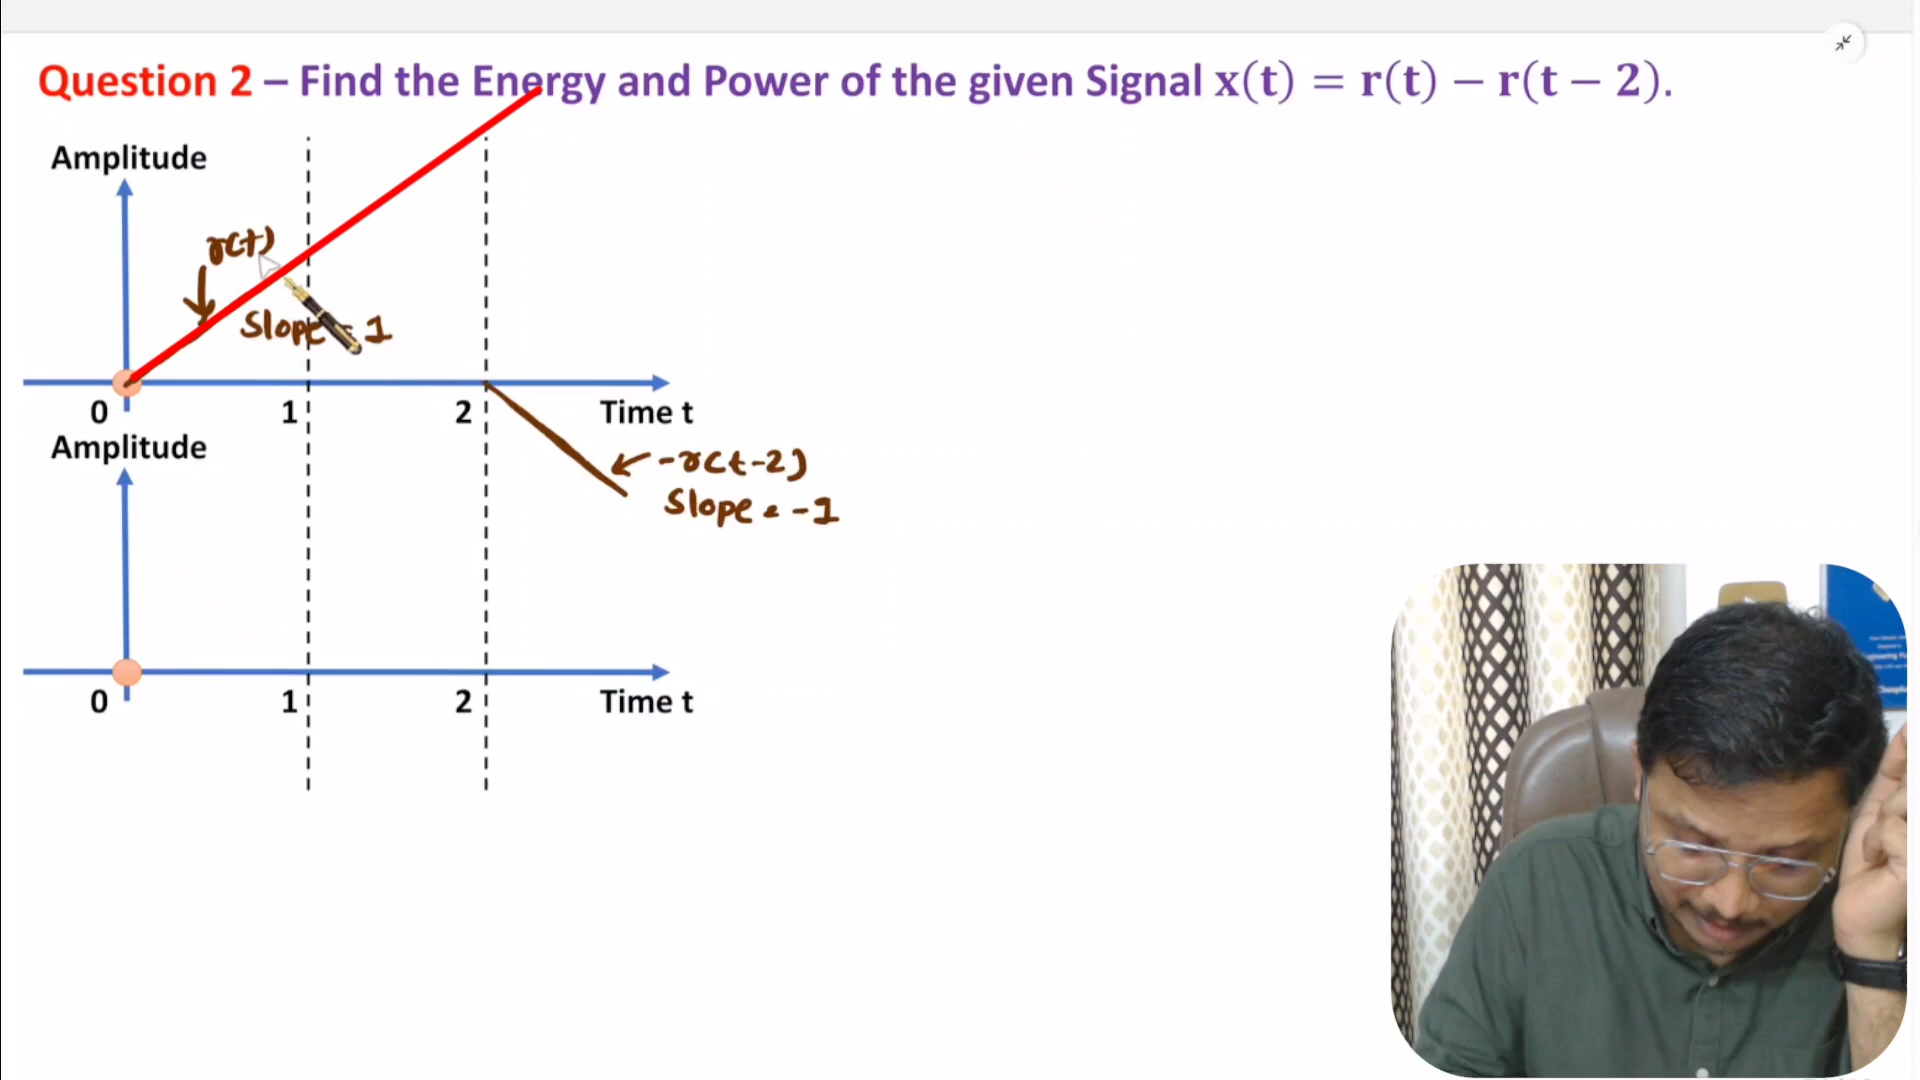 Question 2 – Find the Energy and Power of the given Signal x(t) = r(t) − r(t − 2).
Amplitude
r(t)
Slope = 1
0 1 2 Time t
Amplitude
-r(t-2)
Slope = -1
0 1 2 Time t